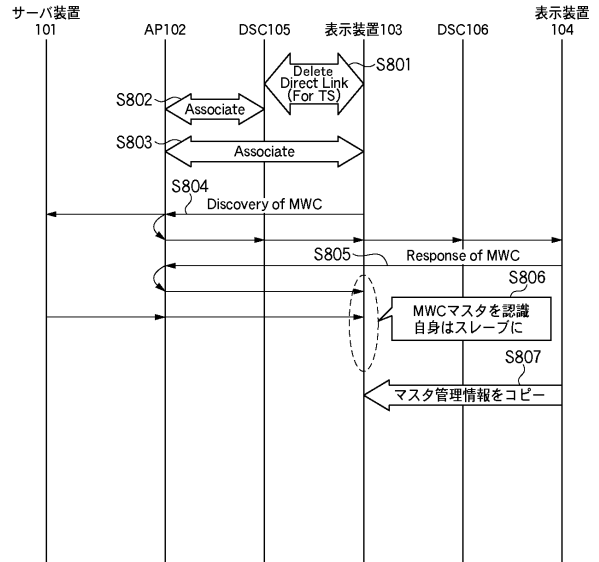 サーバ装置
101
AP102
DSC105
表示装置103
DSC106
表示装置
104
Delete
Direct Link
(For TS)
S801
S802
Associate
S803
Associate
S804
Discovery of MWC
S805
Response of MWC
S806
MWCマスタを認識
自身はスレーブに
S807
マスタ管理情報をコピー